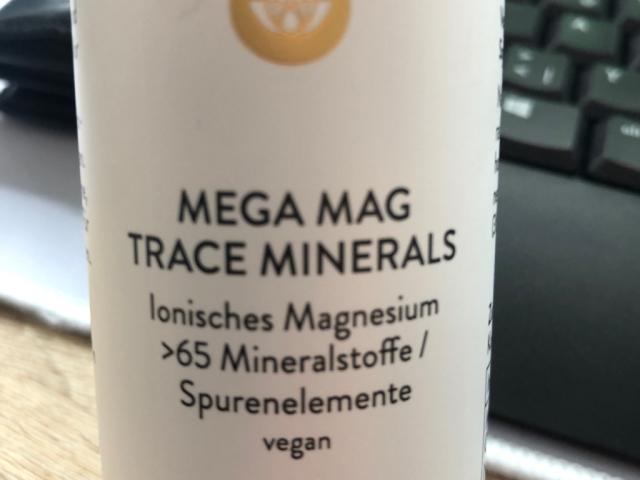 MEGA MAG
TRACE MINERALS
Ionisches Magnesium
>65 Mineralstoffe /
Spurenelemente
vegan